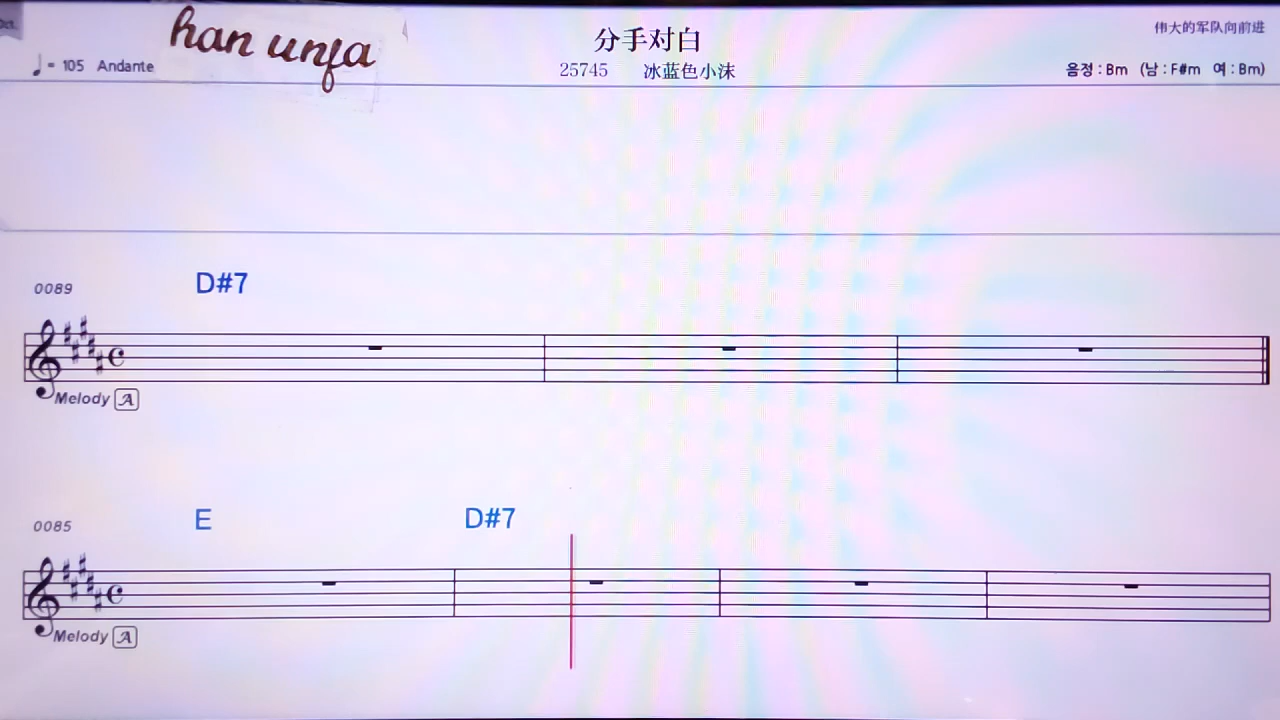 han unfa
分手对白
伟大的军队向前进
♩= 105 Andante
25745 冰蓝色小沫
음정 : Bm (남 : F#m 여 : Bm)
0089
D#7
Melody A
0085
E D#7
Melody A